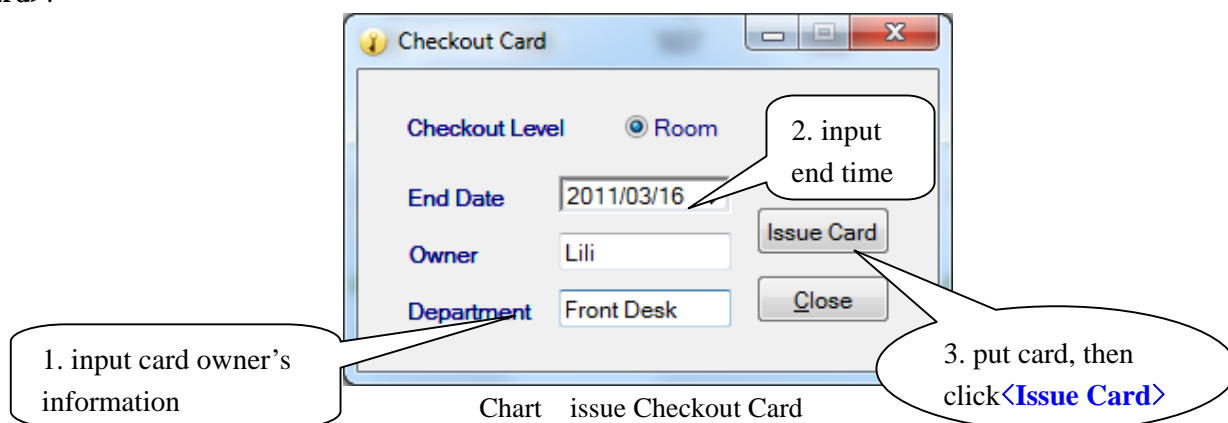 Checkout Card
Checkout Level Room
2. input
end time
End Date 2011/03/16
Issue Card
Owner Lili
Department Front Desk
Close
1. input card owner’s
information
3. put card, then
click<Issue Card>
Chart issue Checkout Card